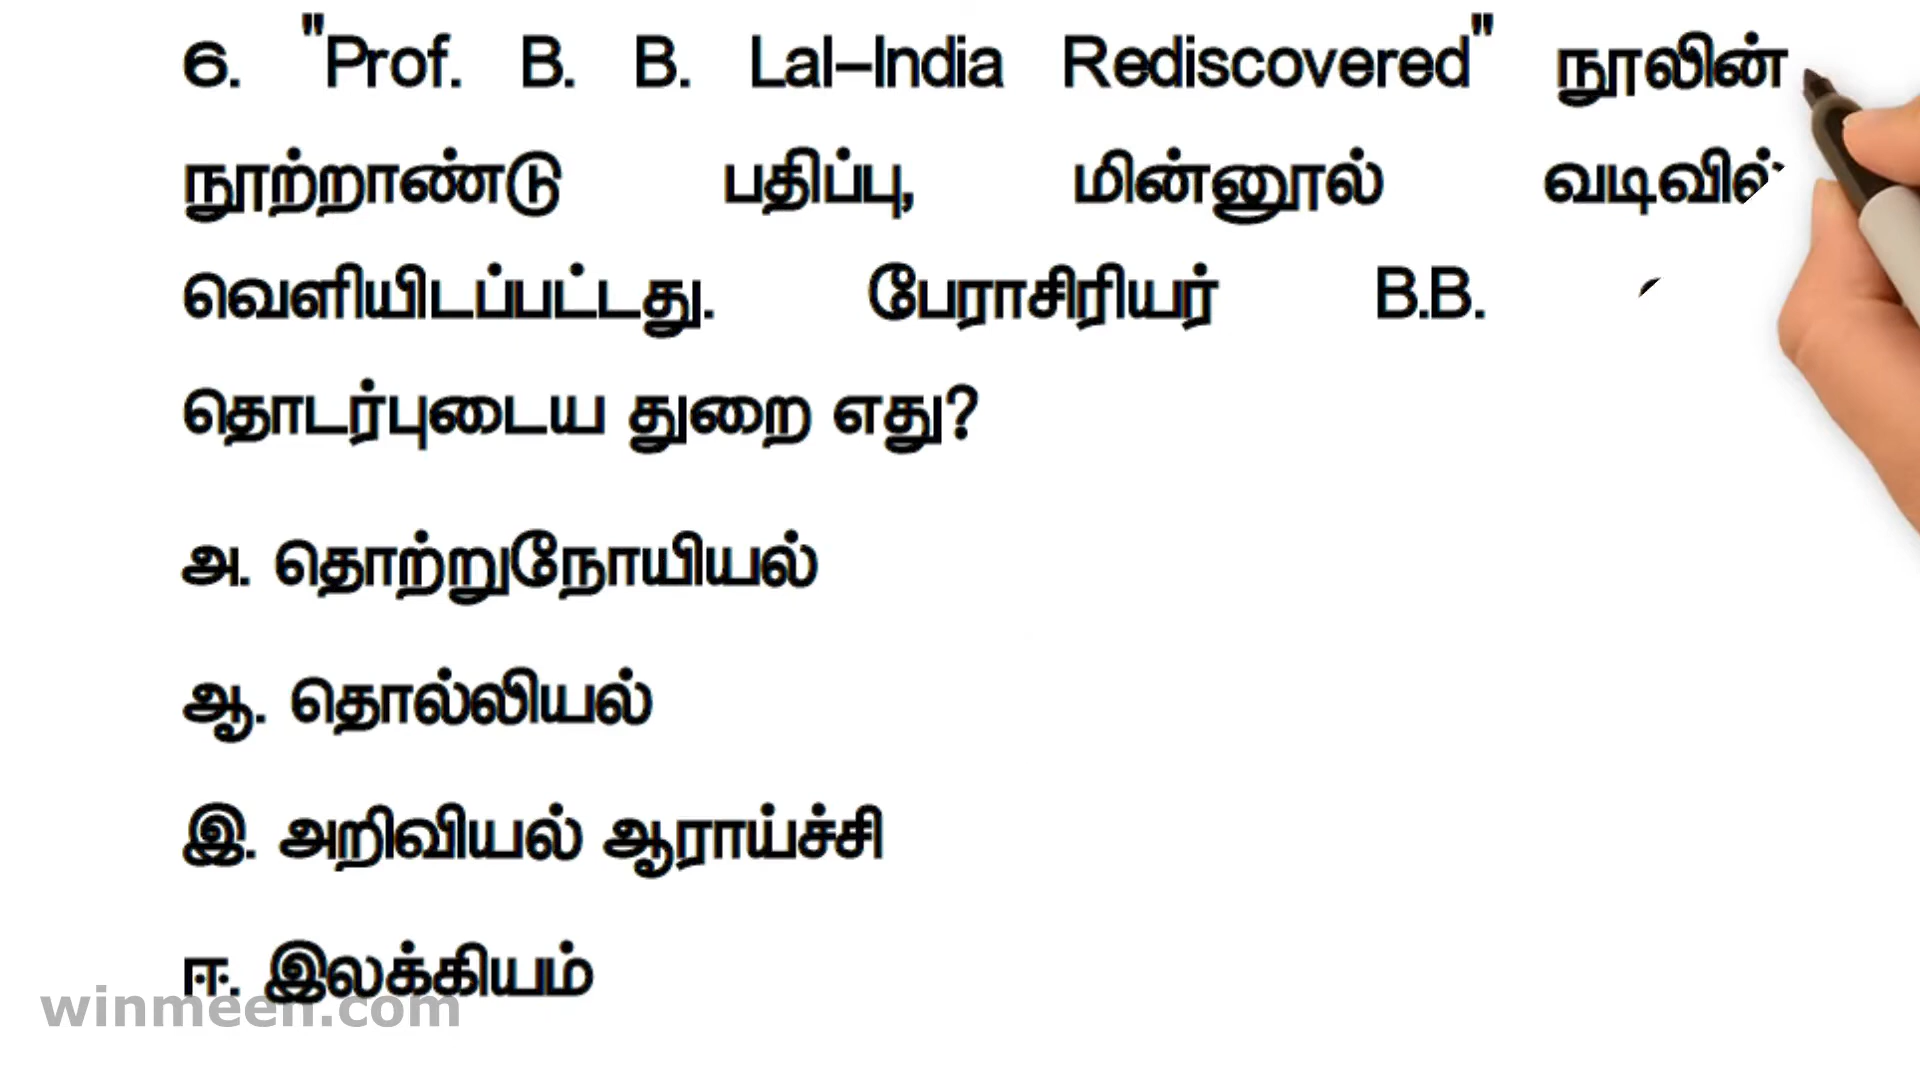 6. "Prof. B. B. Lal-India Rediscovered" நூலின்
நூற்றாண்டு பதிப்பு, மின்னூல் வடிவில்
வெளியிடப்பட்டது. பேராசிரியர் B.B.
தொடர்புடைய துறை எது?
அ. தொற்றுநோயியல்
ஆ. தொல்லியல்
இ. அறிவியல் ஆராய்ச்சி
ஈ. இலக்கியம்
winmeen.com